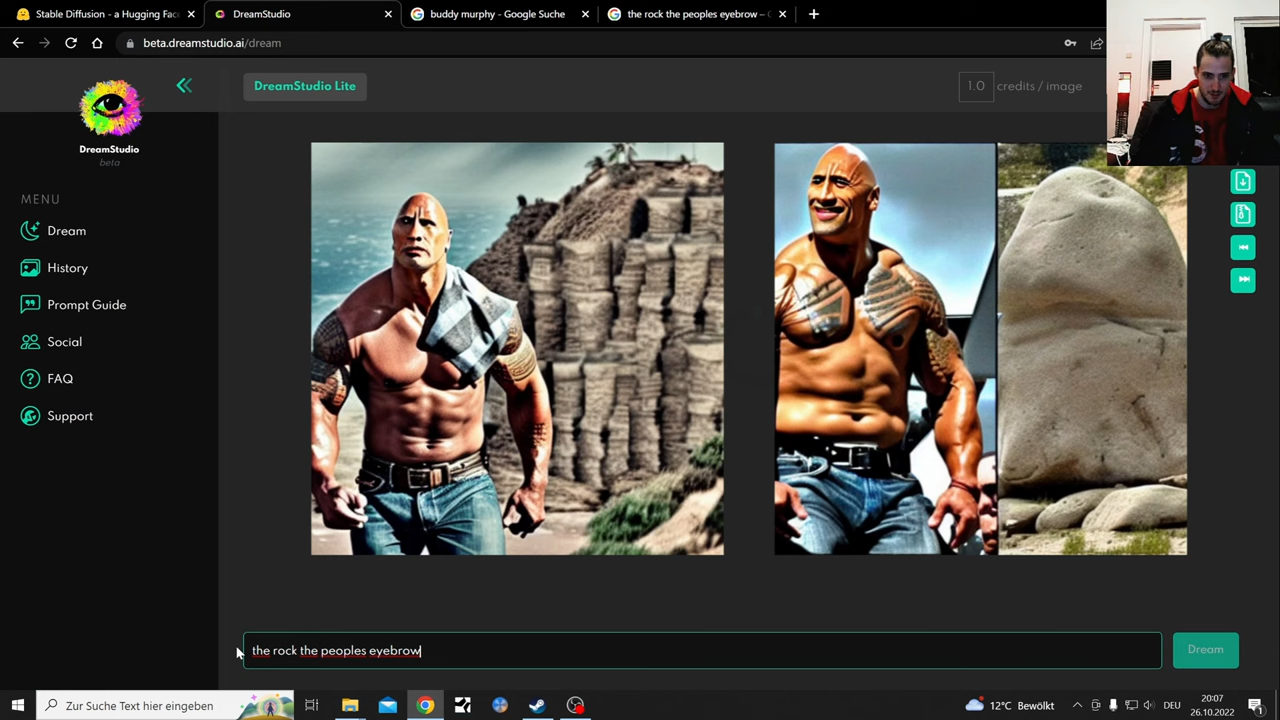 Stable Diffusion - a Hugging Fac
DreamStudio
buddy murphy - Google Suche
the rock the peoples eyebrow –
beta.dreamstudio.ai/dream
DreamStudio Lite
1.0 credits / image
DreamStudio
beta
MENU
Dream
History
Prompt Guide
Social
FAQ
Support
the rock the peoples eyebrow
Dream
Zur Suche Text hier eingeben
12°C Bewölkt
DEU
20:07
26.10.2022